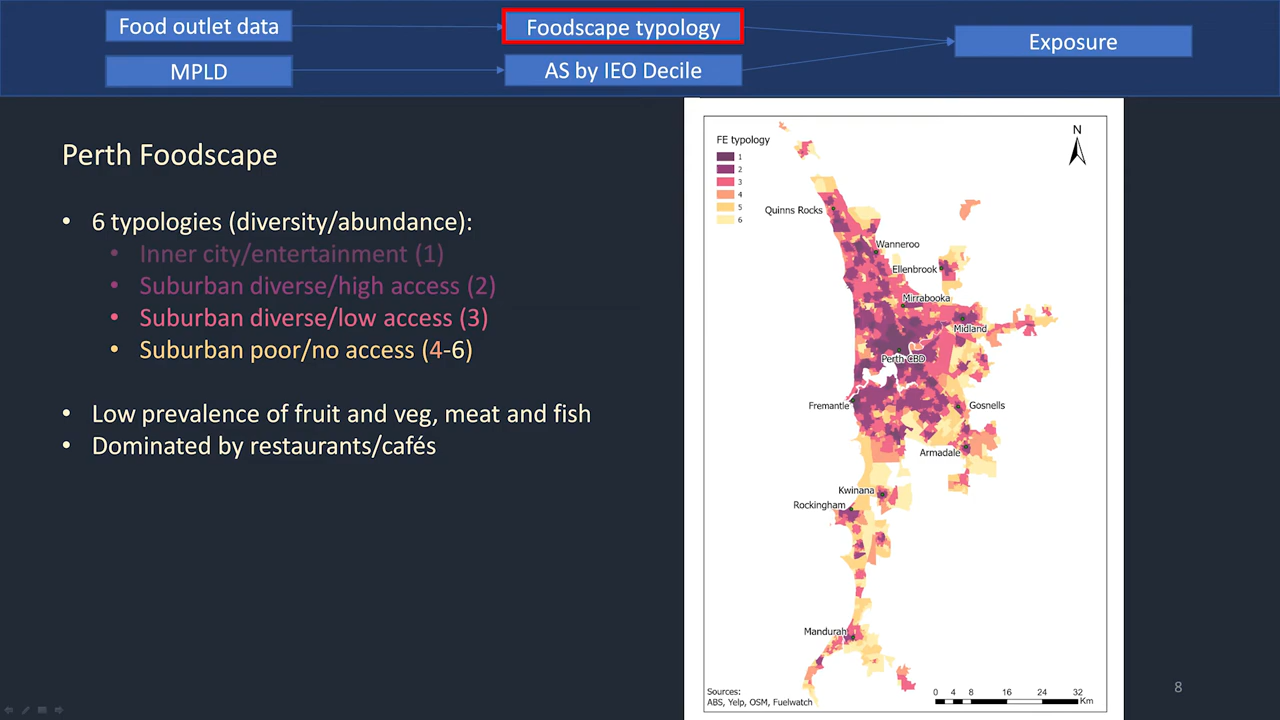 Food outlet data
Foodscape typology
Exposure
MPLD
AS by IEO Decile
Perth Foodscape
• 6 typologies (diversity/abundance):
• Inner city/entertainment (1)
• Suburban diverse/high access (2)
• Suburban diverse/low access (3)
• Suburban poor/no access (4-6)
• Low prevalence of fruit and veg, meat and fish
• Dominated by restaurants/cafés
FE typology
1
2
3
4
5
6
N
Quinns Rocks
Wanneroo
Ellenbrook
Mirrabooka
Midland
Perth CBD
Fremantle
Gosnells
Armadale
Kwinana
Rockingham
Mandurah
Sources:
ABS, Yelp, OSM, Fuelwatch
0 4 8 16 24 32
Km
8